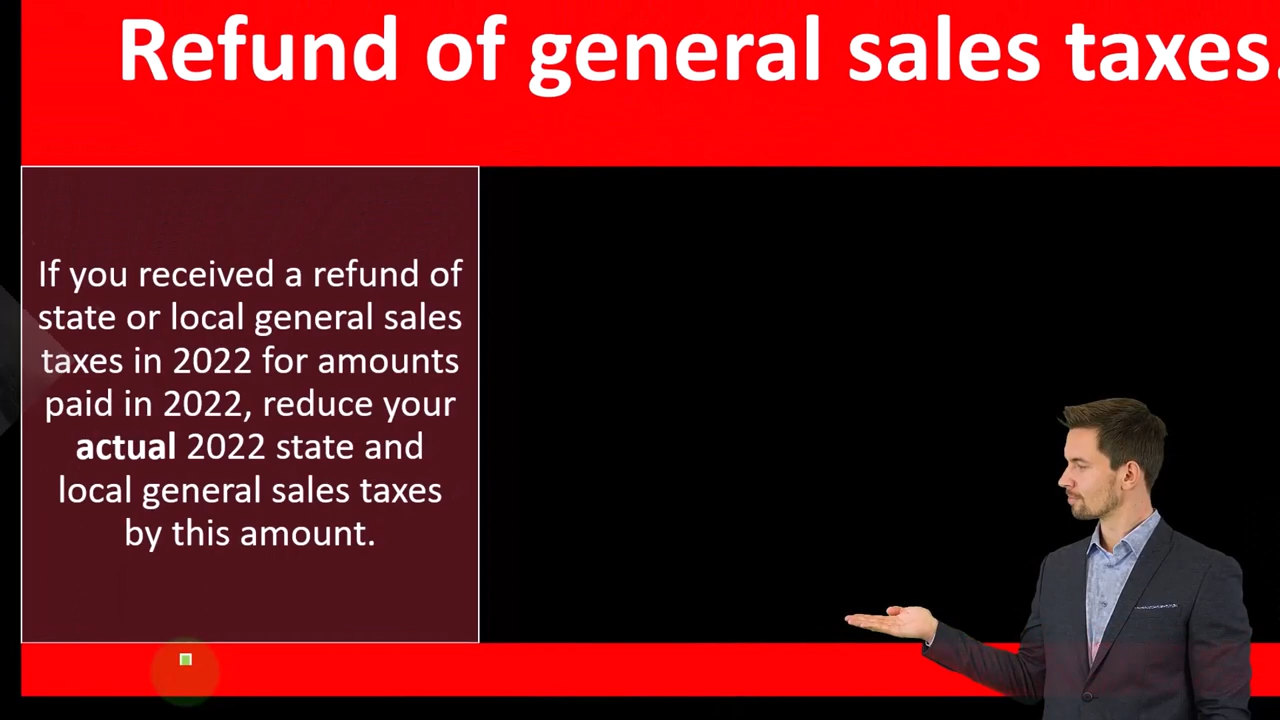 Refund of general sales taxes.
If you received a refund of
state or local general sales
taxes in 2022 for amounts
paid in 2022, reduce your
actual 2022 state and
local general sales taxes
by this amount.